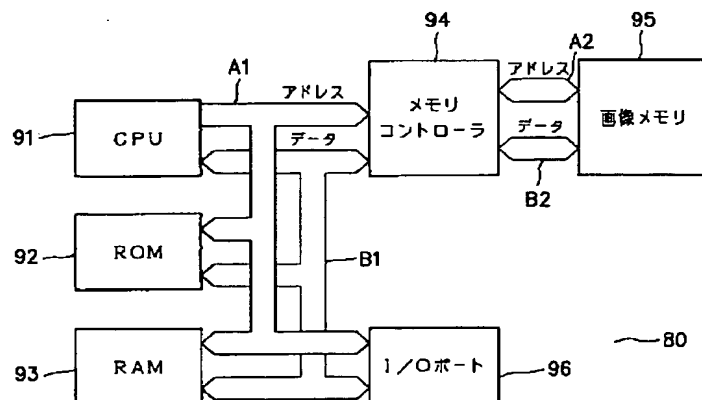 94
95
A1
A2
アドレス
アドレス
91
CPU
メモリ
コントローラ
画像メモリ
データ
データ
B2
92
ROM
B1
93
RAM
I/Oポート
96
80